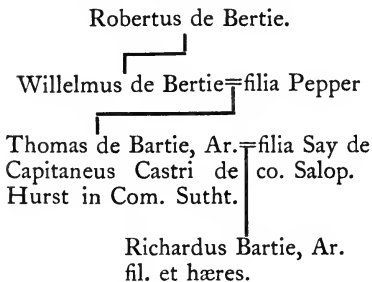 Robertus de Bertie.
Willelmus de Bertie=filia Pepper
Thomas de Bartie, Ar.=filia Say de
Capitaneus Castri de co. Salop.
Hurst in Com. Sutht.
Richardus Bartie, Ar.
fil. et hæres.